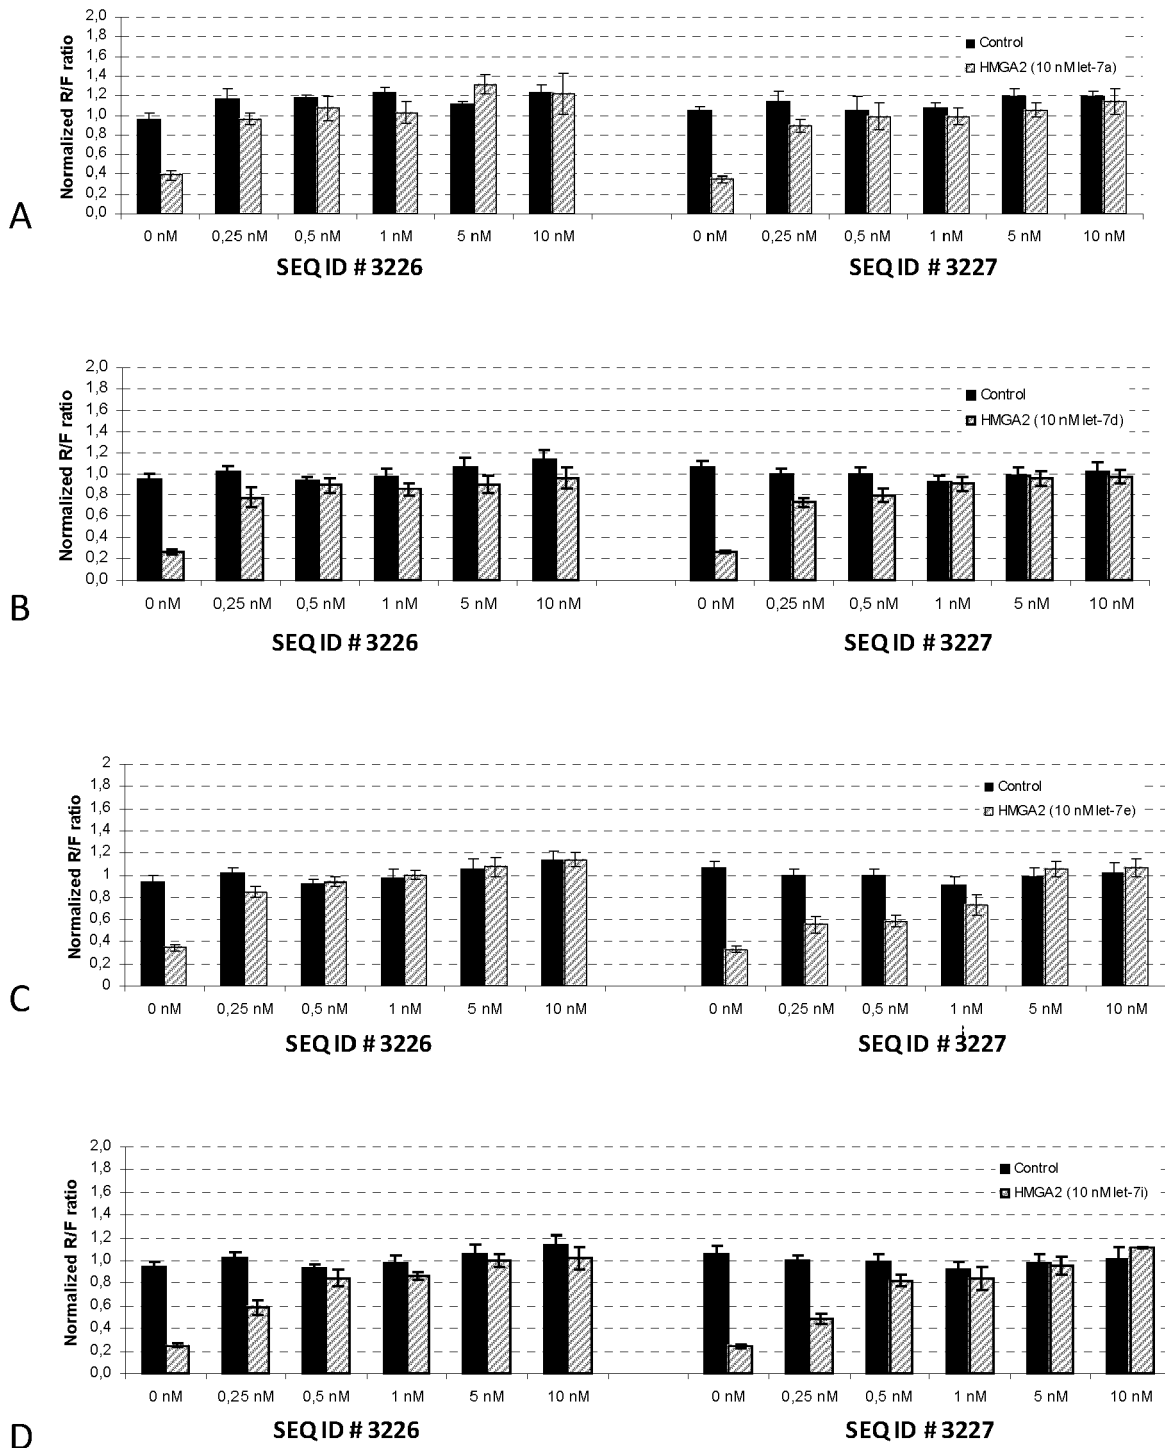 Normalized R/F ratio
2,0
1,8
1,6
1,4
1,2
1,0
0,8
0,6
0,4
0,2
0,0
Control
HMGA2 (10 nM let-7a)
0 nM 0,25 nM 0,5 nM 1 nM 5 nM 10 nM 0 nM 0,25 nM 0,5 nM 1 nM 5 nM 10 nM
SEQ ID # 3226 SEQ ID # 3227
A
Normalized R/F ratio
2,0
1,8
1,6
1,4
1,2
1,0
0,8
0,6
0,4
0,2
0,0
Control
HMGA2 (10 nM let-7d)
0 nM 0,25 nM 0,5 nM 1 nM 5 nM 10 nM 0 nM 0,25 nM 0,5 nM 1 nM 5 nM 10 nM
SEQ ID # 3226 SEQ ID # 3227
B
Normalized R/F ratio
2
1,8
1,6
1,4
1,2
1
0,8
0,6
0,4
0,2
0
Control
HMGA2 (10 nM let-7e)
0 nM 0,25 nM 0,5 nM 1 nM 5 nM 10 nM 0 nM 0,25 nM 0,5 nM 1 nM 5 nM 10 nM
SEQ ID # 3226 SEQ ID # 3227
C
Normalized R/F ratio
2,0
1,8
1,6
1,4
1,2
1,0
0,8
0,6
0,4
0,2
0,0
Control
HMGA2 (10 nM let-7i)
0 nM 0,25 nM 0,5 nM 1 nM 5 nM 10 nM 0 nM 0,25 nM 0,5 nM 1 nM 5 nM 10 nM
SEQ ID # 3226 SEQ ID # 3227
D